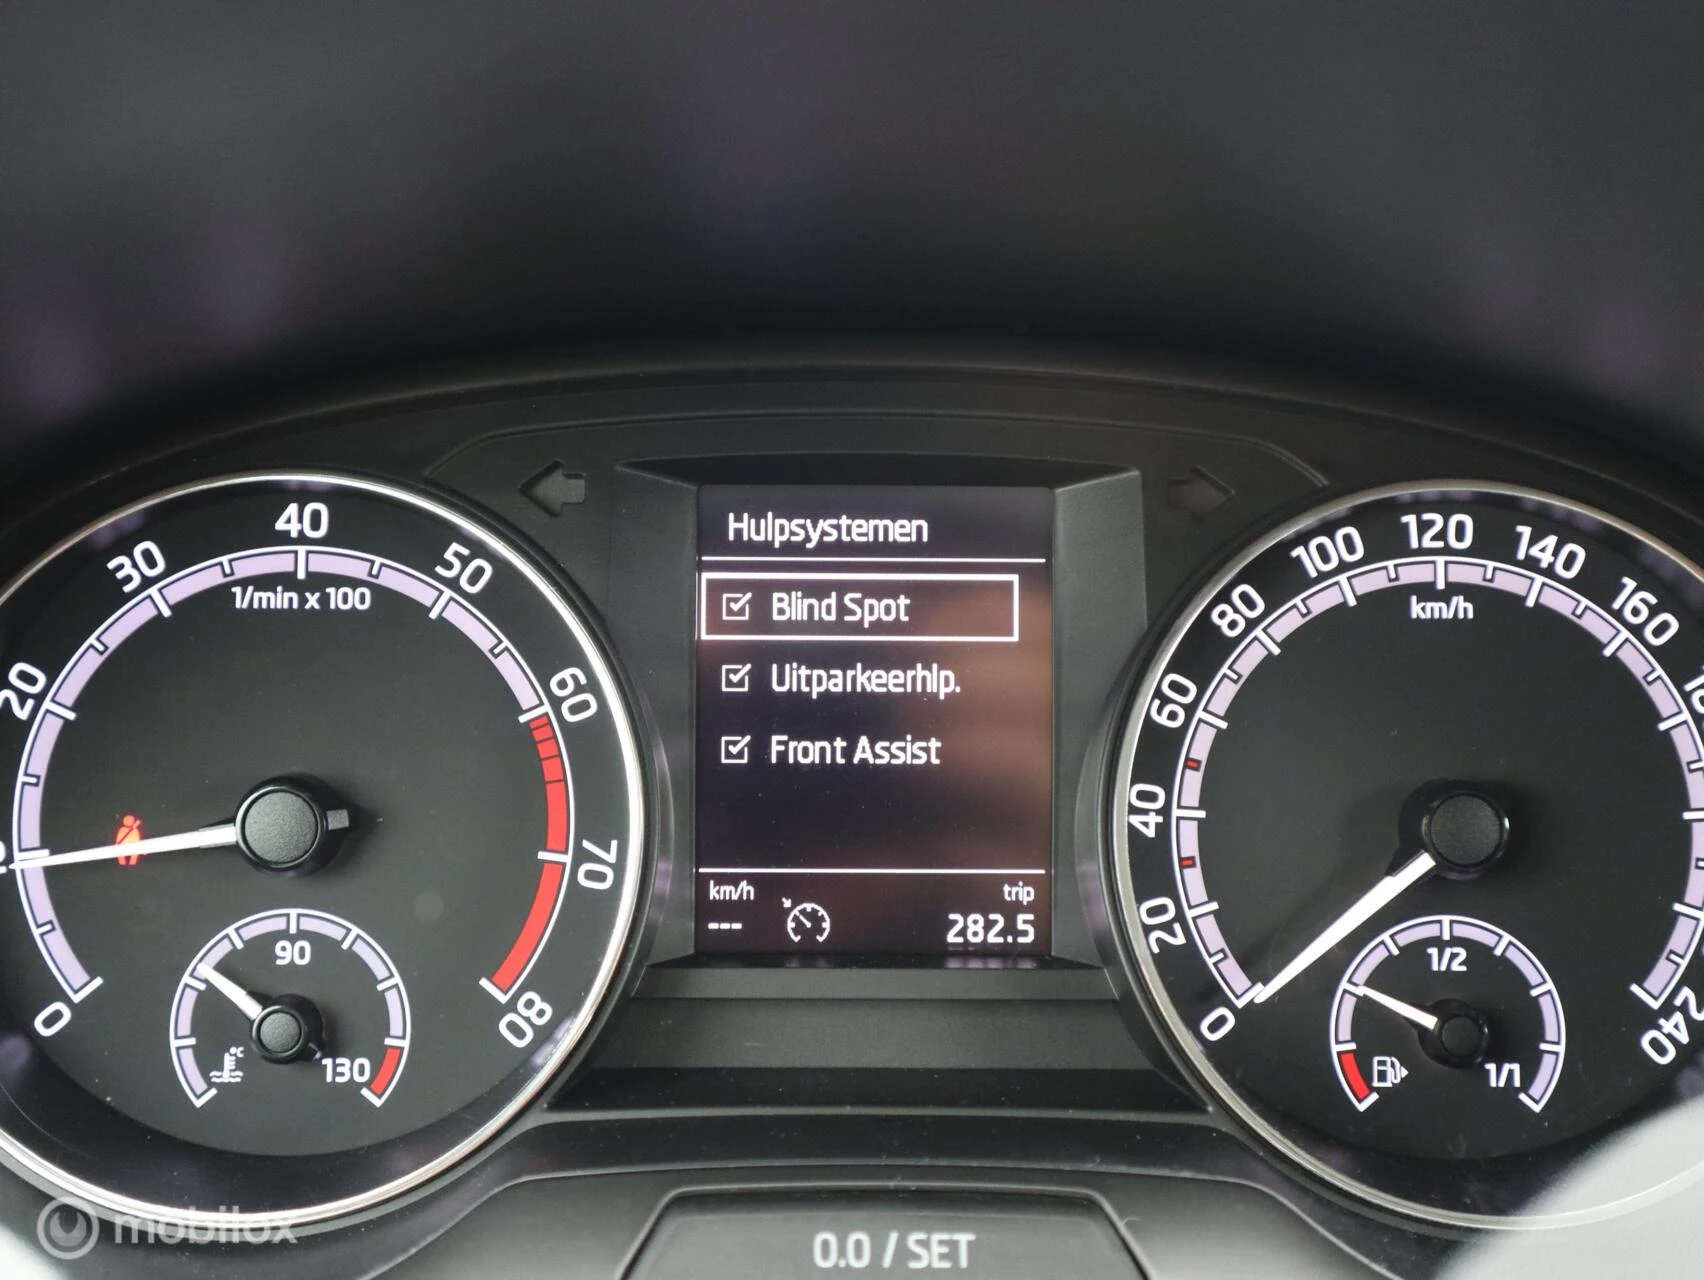 Hulpsystemen
Blind Spot
Uitparkeerhlp.
Front Assist
km/h
trip
---
282.5
0
20
30
40
50
60
70
80
1/min x 100
90
130
°C
0
20
40
60
80
100
120
140
160
240
km/h
1/2
1/1
0.0 / SET
mobilox